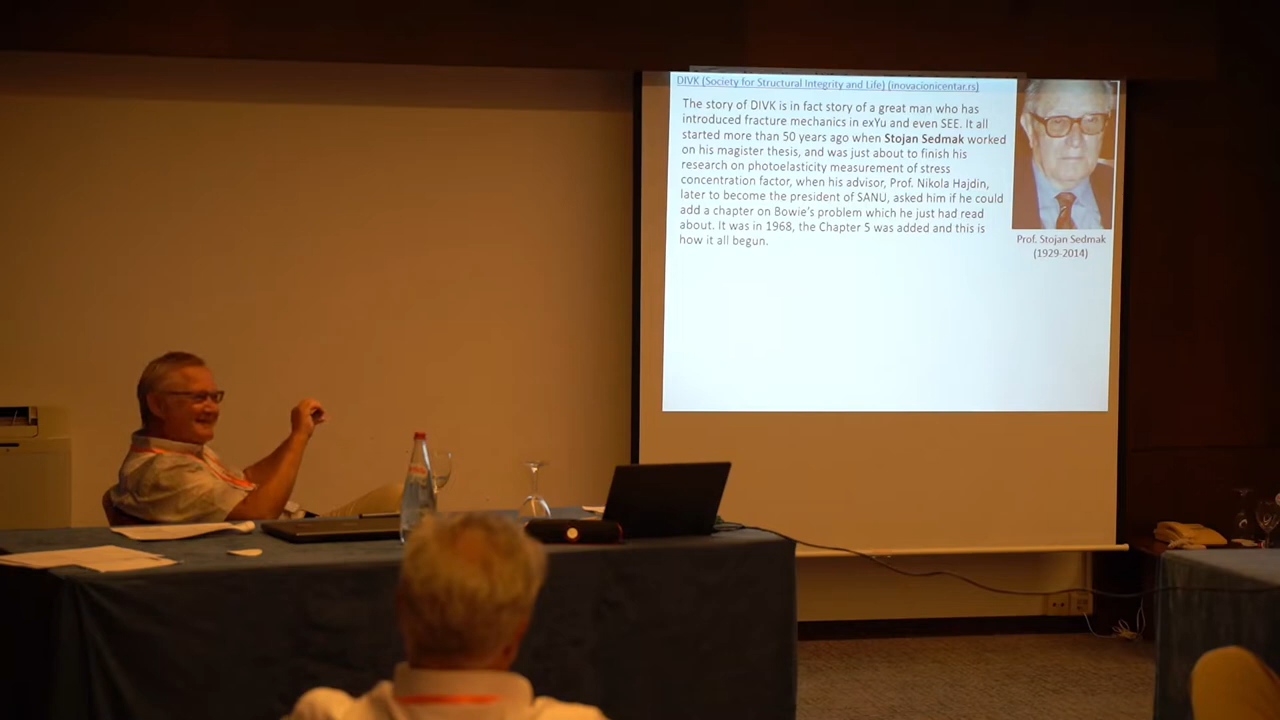 DIVK (Society for Structural Integrity and Life) (inovacionicentar.rs)
The story of DIVK is in fact story of a great man who has
introduced fracture mechanics in exYu and even SEE. It all
started more than 50 years ago when Stojan Sedmak worked
on his magister thesis, and was just about to finish his
research on photoelasticity measurement of stress
concentration factor, when his advisor, Prof. Nikola Hajdin,
later to become the president of SANU, asked him if he could
add a chapter on Bowie's problem which he just had read
about. It was in 1968, the Chapter 5 was added and this is
how it all begun.
Prof. Stojan Sedmak
(1929-2014)